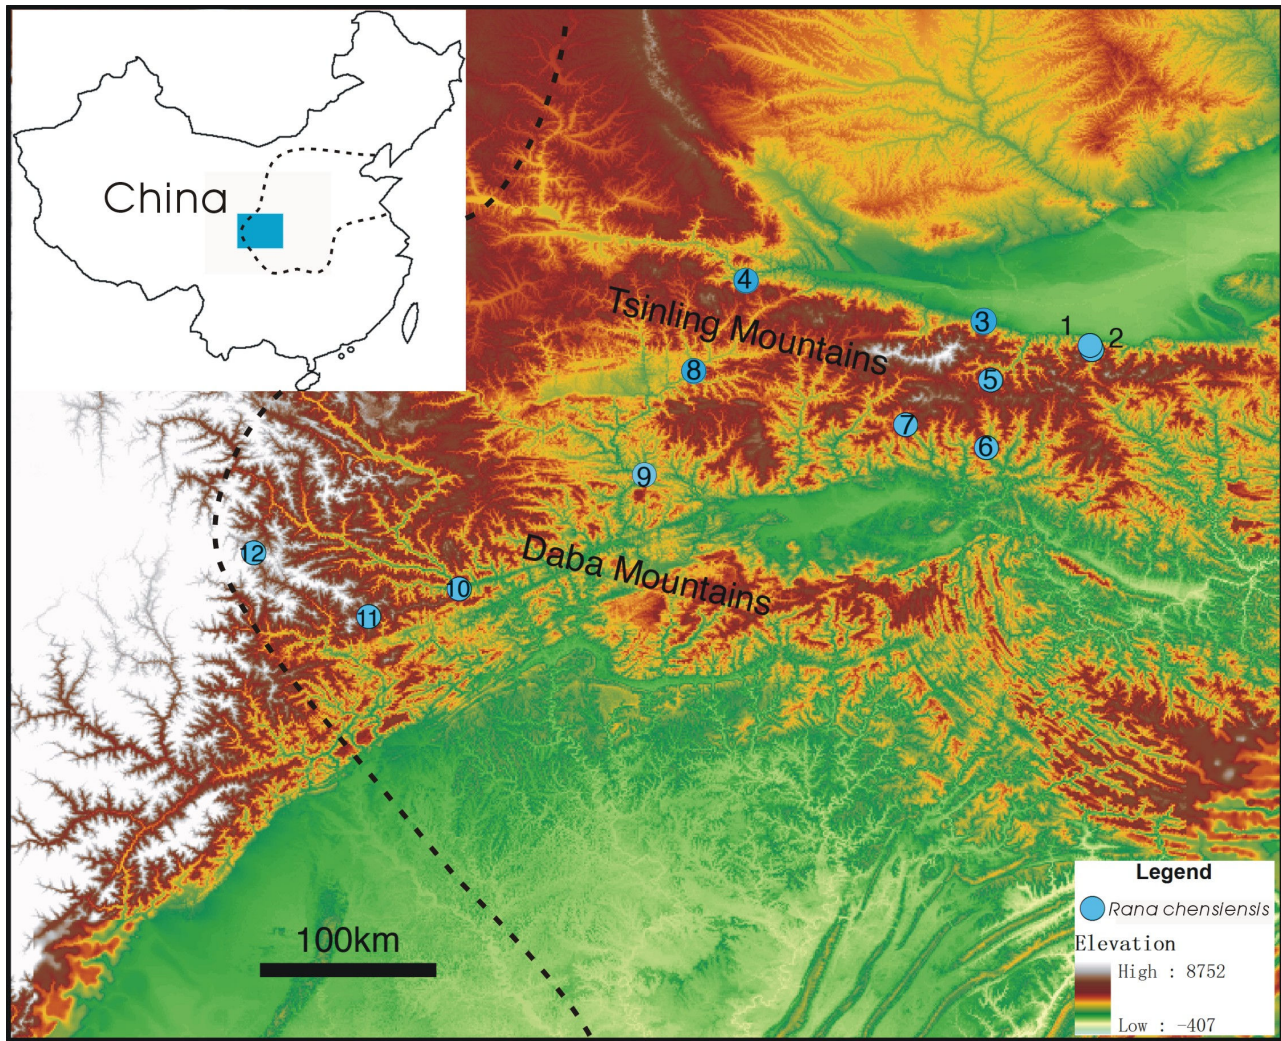 China
4
Tsinling Mountains
3
1
2
8
5
7
6
9
12
Daba Mountains
10
11
Legend
Rana chensiensis
100km
Elevation
High : 8752
Low : -407